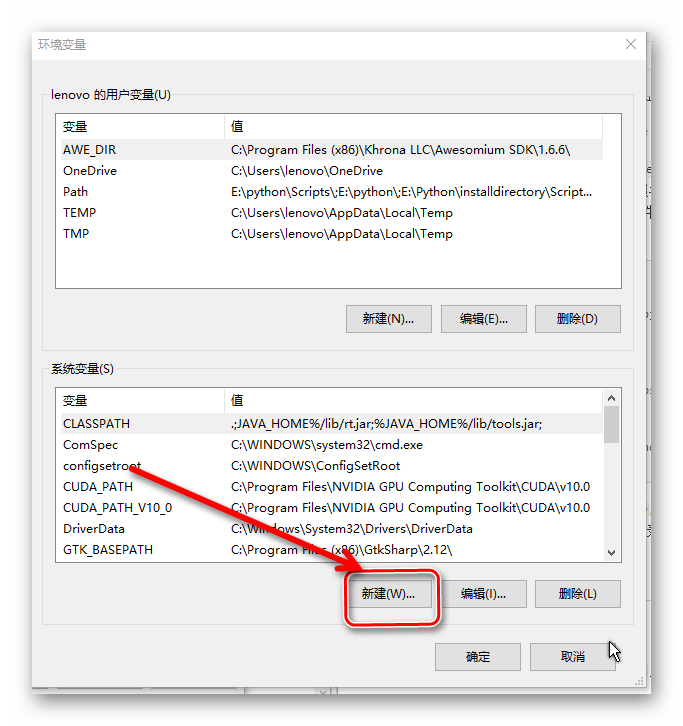 环境变量
lenovo 的用户变量(U)
变量 值
AWE_DIR C:\Program Files (x86)\Khrona LLC\Awesomium SDK\1.6.6\
OneDrive C:\Users\lenovo\OneDrive
Path E:\python\Scripts\;E:\python\;E:\Python\installdirectory\Script...
TEMP C:\Users\lenovo\AppData\Local\Temp
TMP C:\Users\lenovo\AppData\Local\Temp
新建(N)... 编辑(E)... 删除(D)
系统变量(S)
变量 值
CLASSPATH .;JAVA_HOME%/lib/rt.jar;%JAVA_HOME%/lib/tools.jar;
ComSpec C:\WINDOWS\system32\cmd.exe
configsetroot C:\WINDOWS\ConfigSetRoot
CUDA_PATH C:\Program Files\NVIDIA GPU Computing Toolkit\CUDA\v10.0
CUDA_PATH_V10_0 C:\Program Files\NVIDIA GPU Computing Toolkit\CUDA\v10.0
DriverData C:\Windows\System32\Drivers\DriverData
GTK_BASEPATH C:\Program Files (x86)\GtkSharp\2.12\
新建(W)... 编辑(I)... 删除(L)
确定 取消